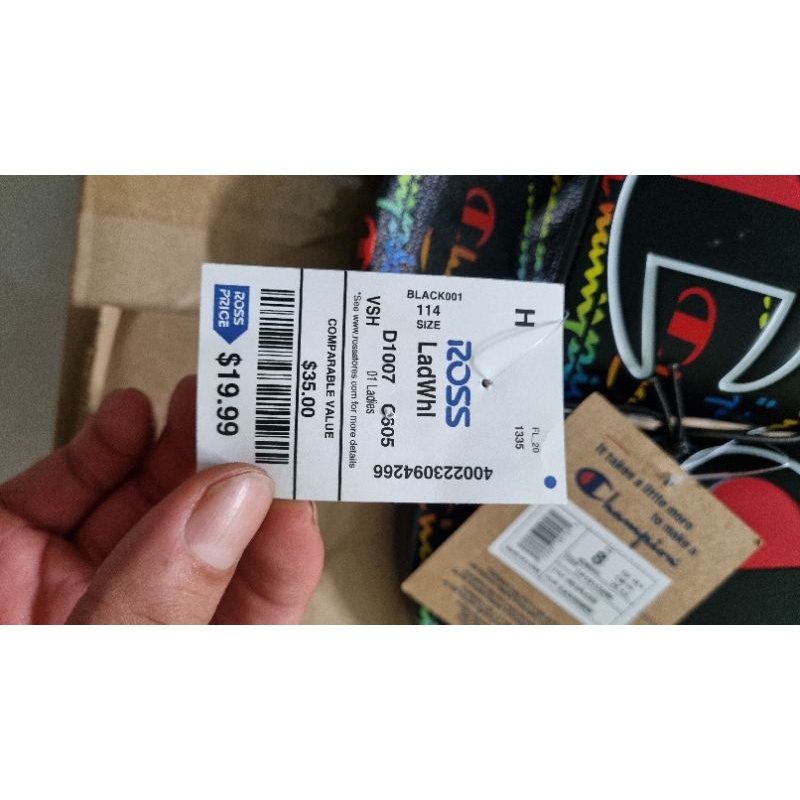 H
FL 20
1335
ROSS
BLACK001
114
SIZE
LadWhl
400223094266
D1007 C605
VSH 01 Ladies
*See www.rossstores.com for more details
COMPARABLE VALUE
$35.00
ROSS
PRICE
$19.99
It takes a little more
to make a
Champion
8